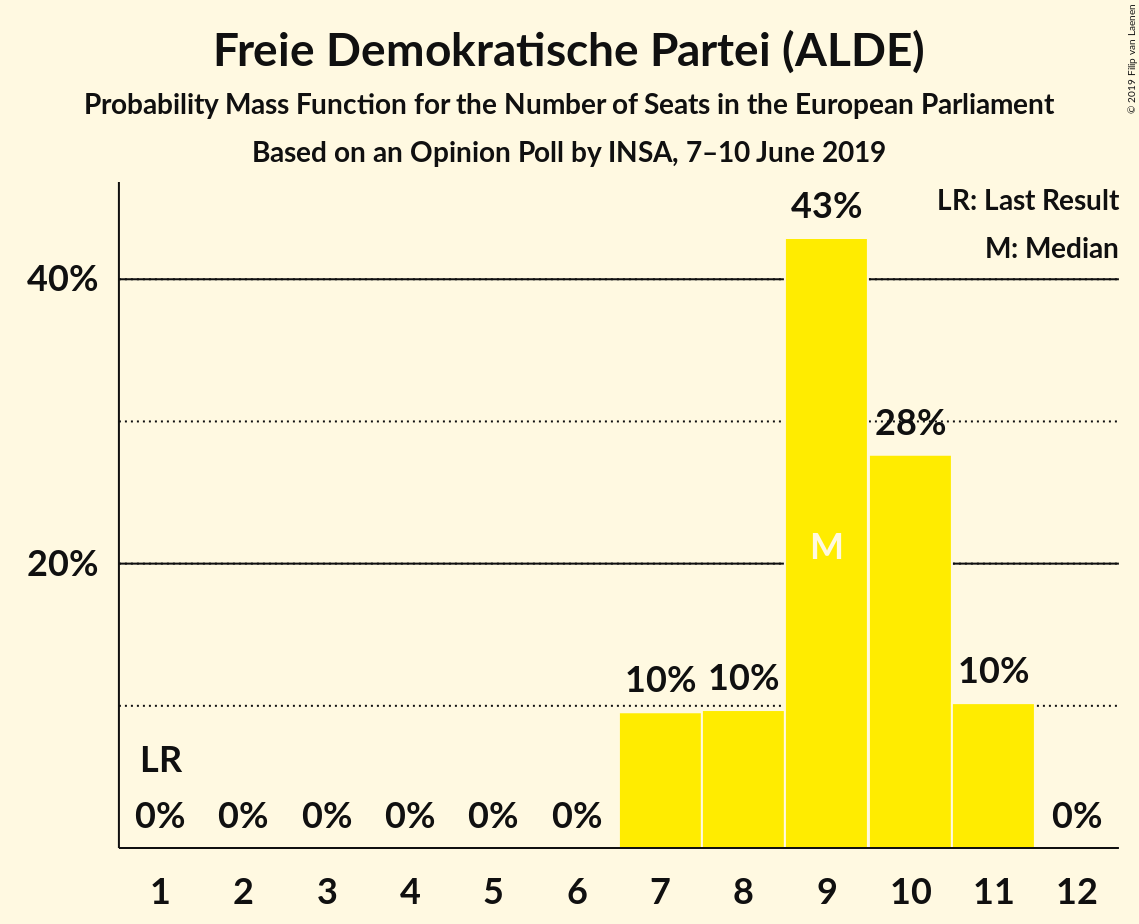 Freie Demokratische Partei (ALDE)
Probability Mass Function for the Number of Seats in the European Parliament
Based on an Opinion Poll by INSA, 7–10 June 2019
© 2019 Filip van Laenen
LR: Last Result
M: Median
43%
40%
28%
M
20%
10% 10% 10%
LR
0% 0% 0% 0% 0% 0% 0%
1 2 3 4 5 6 7 8 9 10 11 12